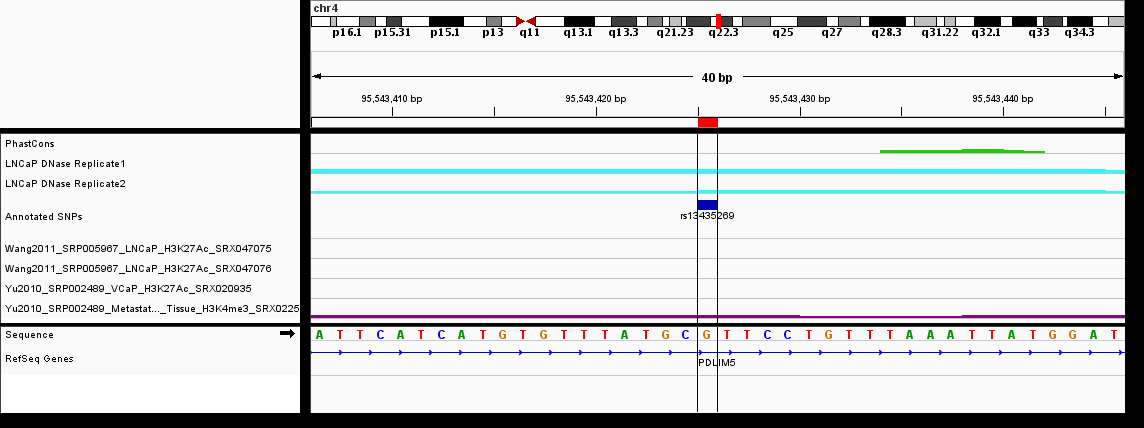 chr4
p16.1 p15.31 p15.1 p13 q11 q13.1 q13.3 q21.23 q22.3 q25 q27 q28.3 q31.22 q32.1 q33 q34.3
40 bp
95,543,410 bp 95,543,420 bp 95,543,430 bp 95,543,440 bp
PhastCons
LNCaP DNase Replicate1
LNCaP DNase Replicate2
Annotated SNPs
rs13435269
Wang2011_SRP005967_LNCaP_H3K27Ac_SRX047075
Wang2011_SRP005967_LNCaP_H3K27Ac_SRX047076
Yu2010_SRP002489_VCaP_H3K27Ac_SRX020935
Yu2010_SRP002489_Metastat..._Tissue_H3K4me3_SRX0225
Sequence A T T C A T C A T G T G T T T A T G C G T T C C T G T T T A A A T T A T G G A T
RefSeq Genes
PDLIM5